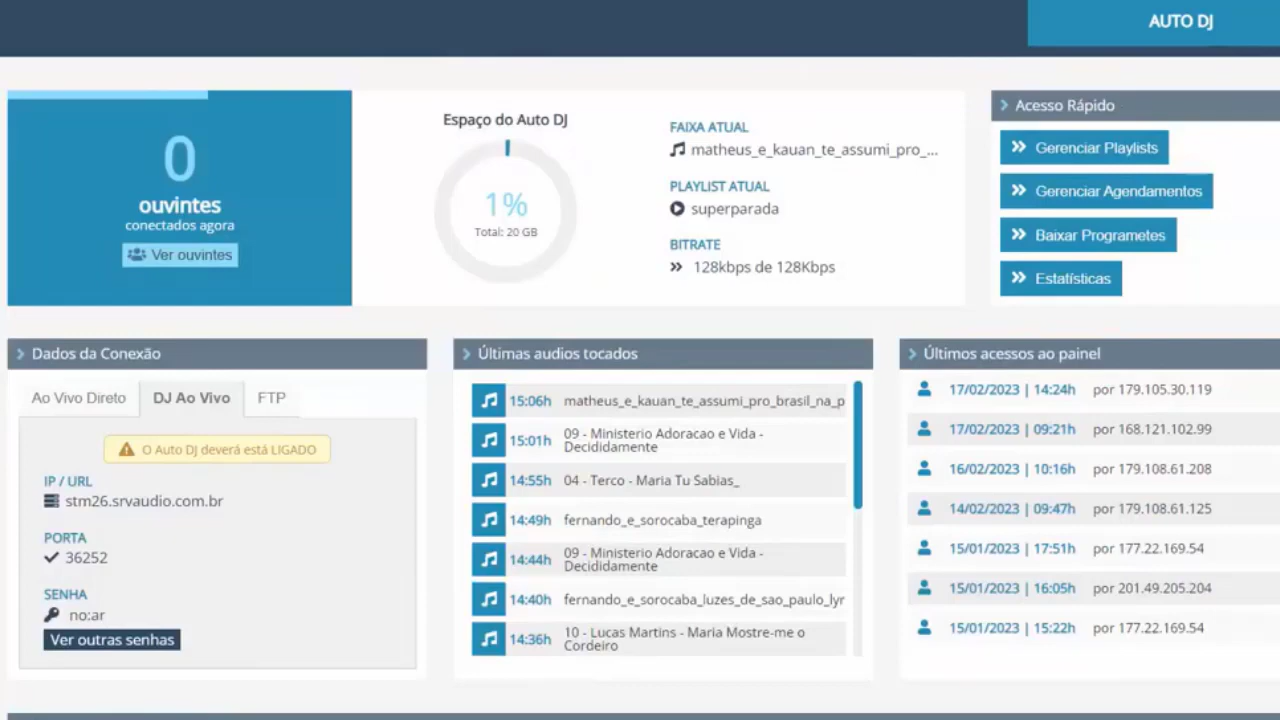 AUTO DJ
0
ouvintes
conectados agora
Ver ouvintes
Espaço do Auto DJ
1%
Total: 20 GB
FAIXA ATUAL
matheus_e_kauan_te_assumi_pro_...
PLAYLIST ATUAL
superparada
BITRATE
128kbps de 128Kbps
Acesso Rápido
Gerenciar Playlists
Gerenciar Agendamentos
Baixar Programetes
Estatísticas
Dados da Conexão
Ao Vivo Direto
DJ Ao Vivo
FTP
O Auto DJ deverá está LIGADO
IP / URL
stm26.srvaudio.com.br
PORTA
36252
SENHA
no:ar
Ver outras senhas
Últimas audios tocados
15:06h matheus_e_kauan_te_assumi_pro_brasil_na_p
15:01h 09 - Ministerio Adoracao e Vida -
Decididamente
14:55h 04 - Terco - Maria Tu Sabias_
14:49h fernando_e_sorocaba_terapinga
14:44h 09 - Ministerio Adoracao e Vida -
Decididamente
14:40h fernando_e_sorocaba_luzes_de_sao_paulo_lyr
14:36h 10 - Lucas Martins - Maria Mostre-me o
Cordeiro
Últimos acessos ao painel
17/02/2023 | 14:24h por 179.105.30.119
17/02/2023 | 09:21h por 168.121.102.99
16/02/2023 | 10:16h por 179.108.61.208
14/02/2023 | 09:47h por 179.108.61.125
15/01/2023 | 17:51h por 177.22.169.54
15/01/2023 | 16:05h por 201.49.205.204
15/01/2023 | 15:22h por 177.22.169.54